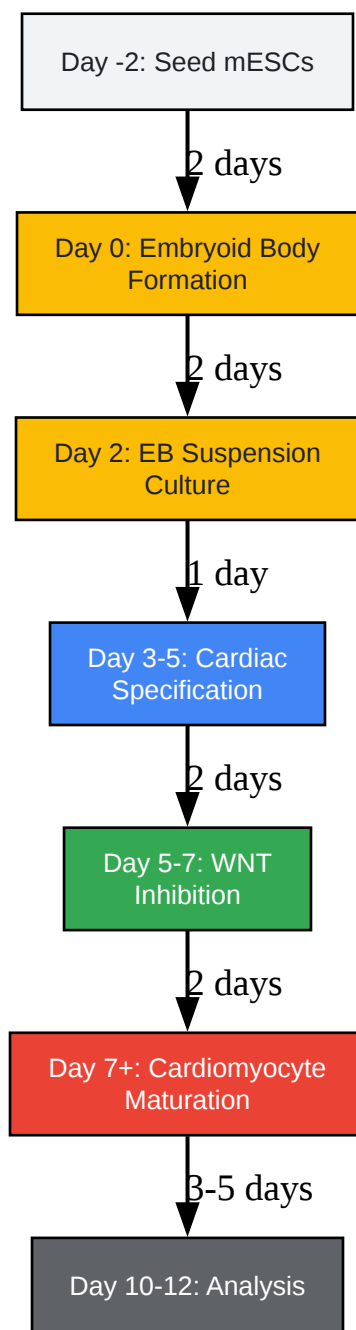 Day -2: Seed mESCs
2 days
Day 0: Embryoid Body
Formation
2 days
Day 2: EB Suspension
Culture
1 day
Day 3-5: Cardiac
Specification
2 days
Day 5-7: WNT
Inhibition
2 days
Day 7+: Cardiomyocyte
Maturation
3-5 days
Day 10-12: Analysis